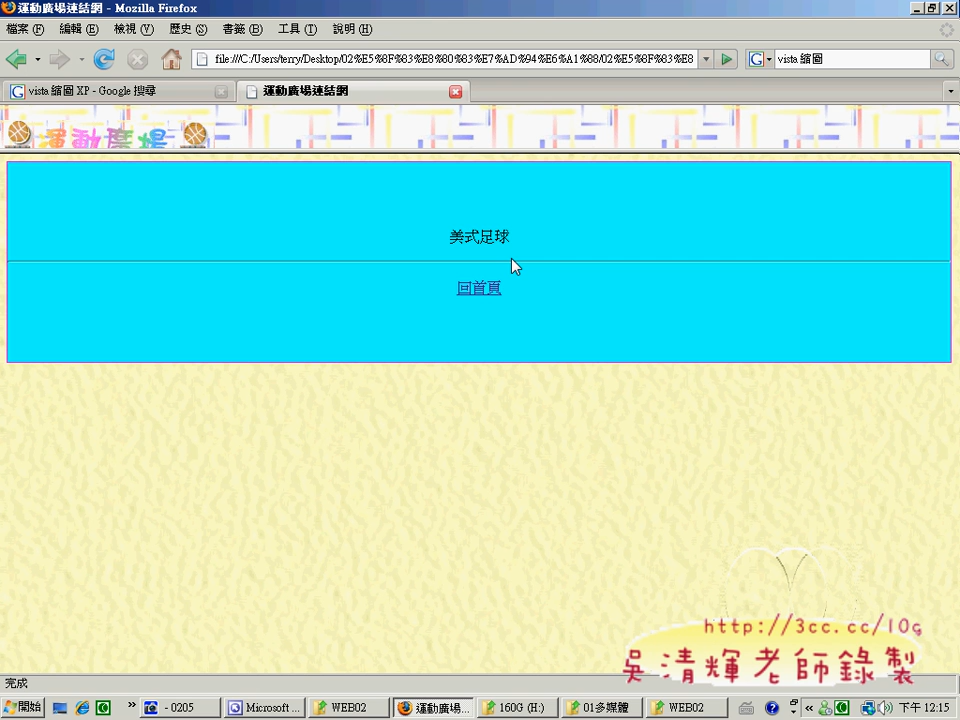 運動廣場連結網 - Mozilla Firefox
檔案 (F) 編輯 (E) 檢視 (V) 歷史 (S) 書籤 (B) 工具 (T) 說明 (H)
file:///C:/Users/terry/Desktop/02%E5%8F%83%E8%80%83%E7%AD%94%E6%A1%88/02%E5%8F%83%E8 vista 縮圖
vista 縮圖 XP - Google 搜尋 運動廣場連結網
運動廣場
美式足球
回首頁
http://3cc.cc/10g
吳清輝老師錄製
完成
開始 » - 0205 Microsoft ... WEB02 運動廣場... 160G (H:) 01多媒體 WEB02 « 下午 12:15